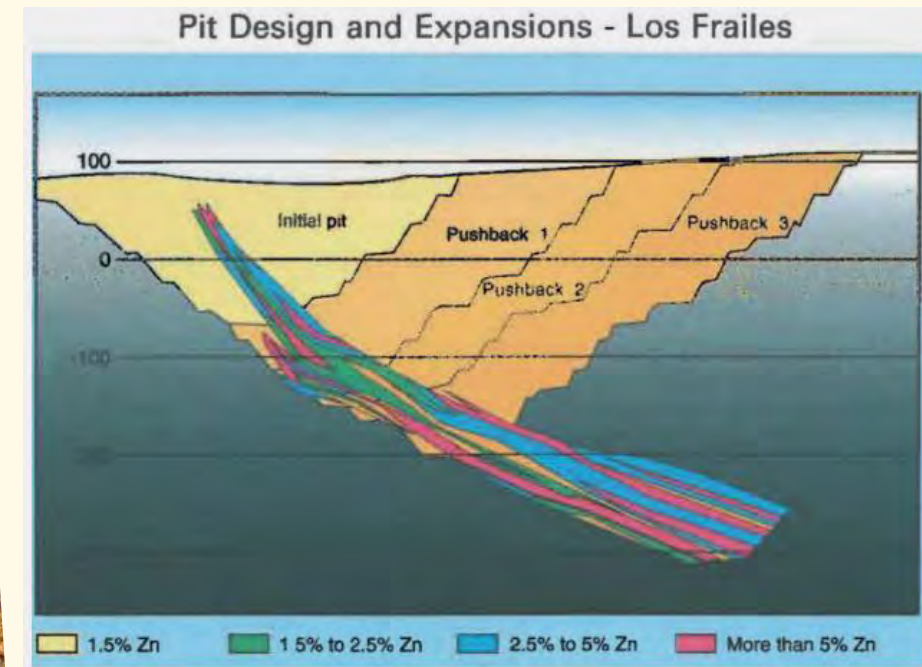 Pit Design and Expansions - Los Frailes
100
Initial pit
Pushback 1
Pushback 3
0
Pushback 2
-100
1.5% Zn
1 5% to 2.5% Zn
2.5% to 5% Zn
More than 5% Zn